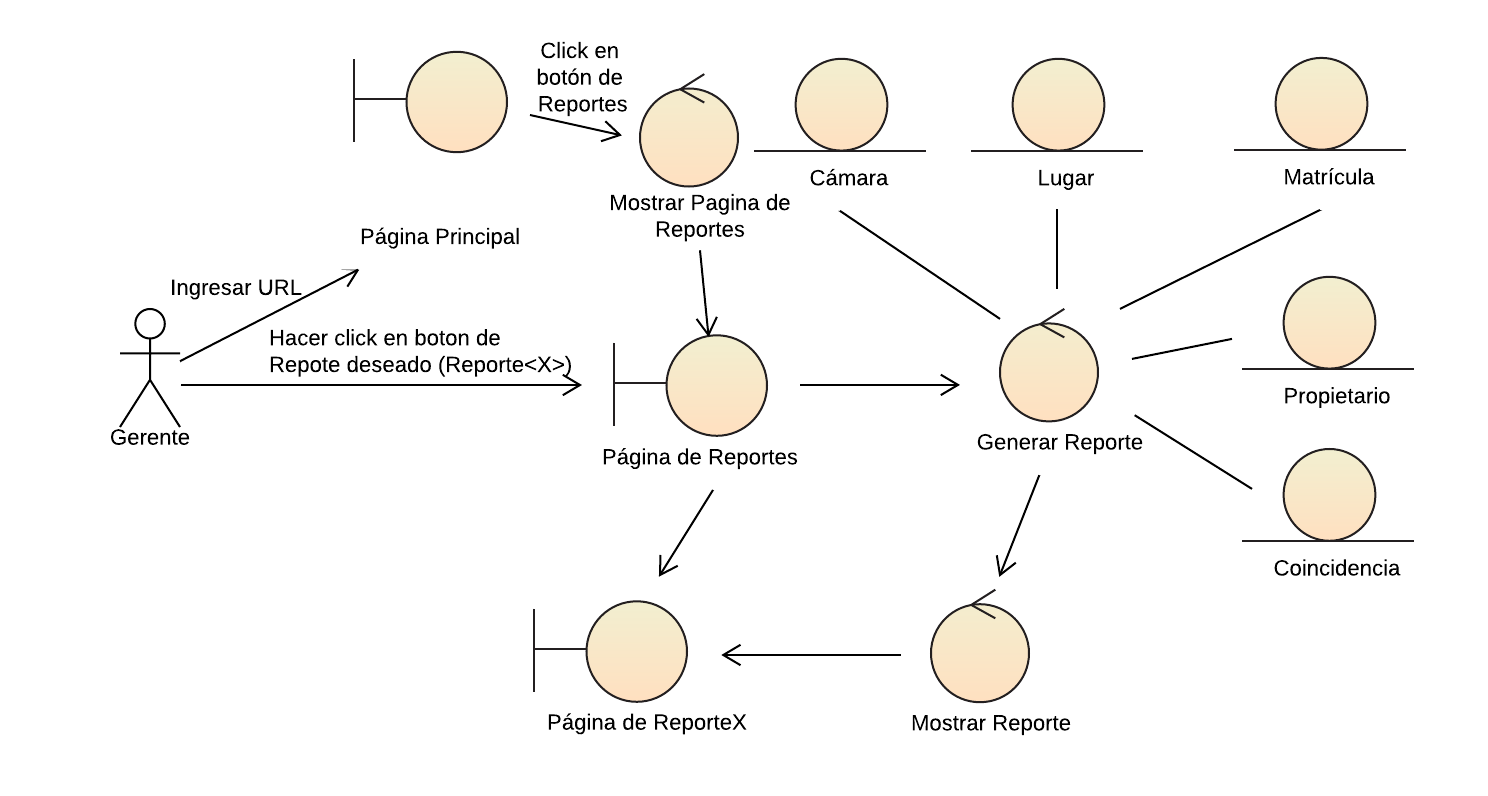 Click en
botón de
Reportes
Cámara
Lugar
Matrícula
Mostrar Pagina de
Reportes
Página Principal
Ingresar URL
Hacer click en boton de
Repote deseado (Reporte<X>)
Gerente
Página de Reportes
Generar Reporte
Propietario
Coincidencia
Página de ReporteX
Mostrar Reporte